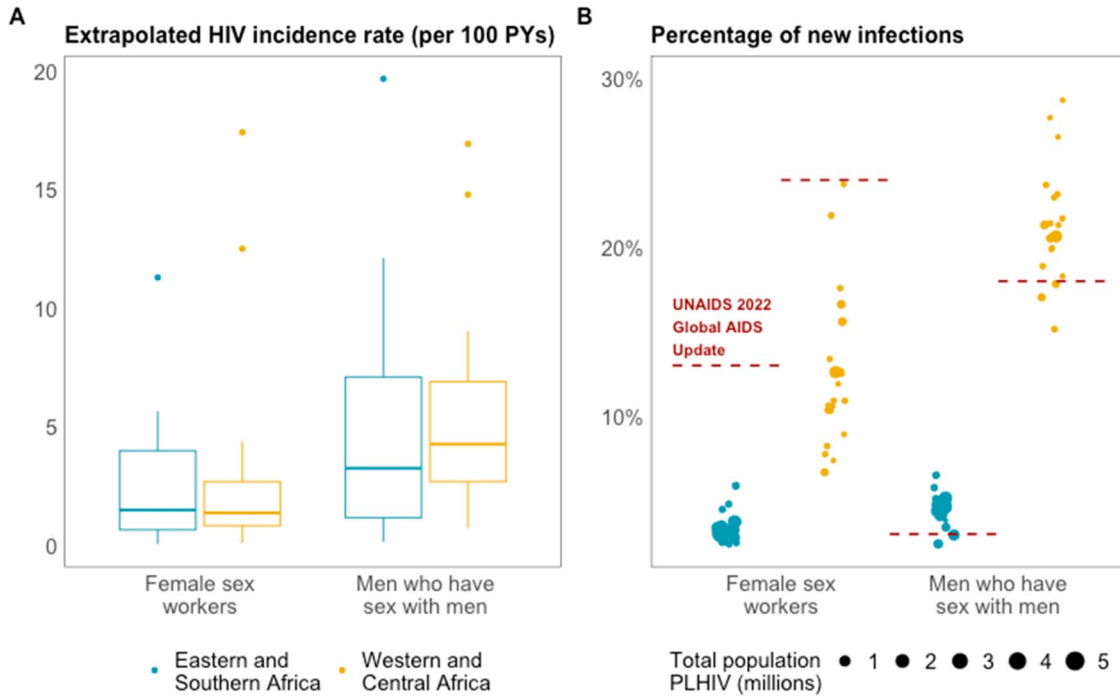 A
Extrapolated HIV incidence rate (per 100 PYs)
20
15
10
5
0
Female sex
workers
Men who have
sex with men
Eastern and
Southern Africa
Western and
Central Africa
B
Percentage of new infections
30%
20%
10%
UNAIDS 2022
Global AIDS
Update
Female sex
workers
Men who have
sex with men
Total population
PLHIV (millions)
1
2
3
4
5